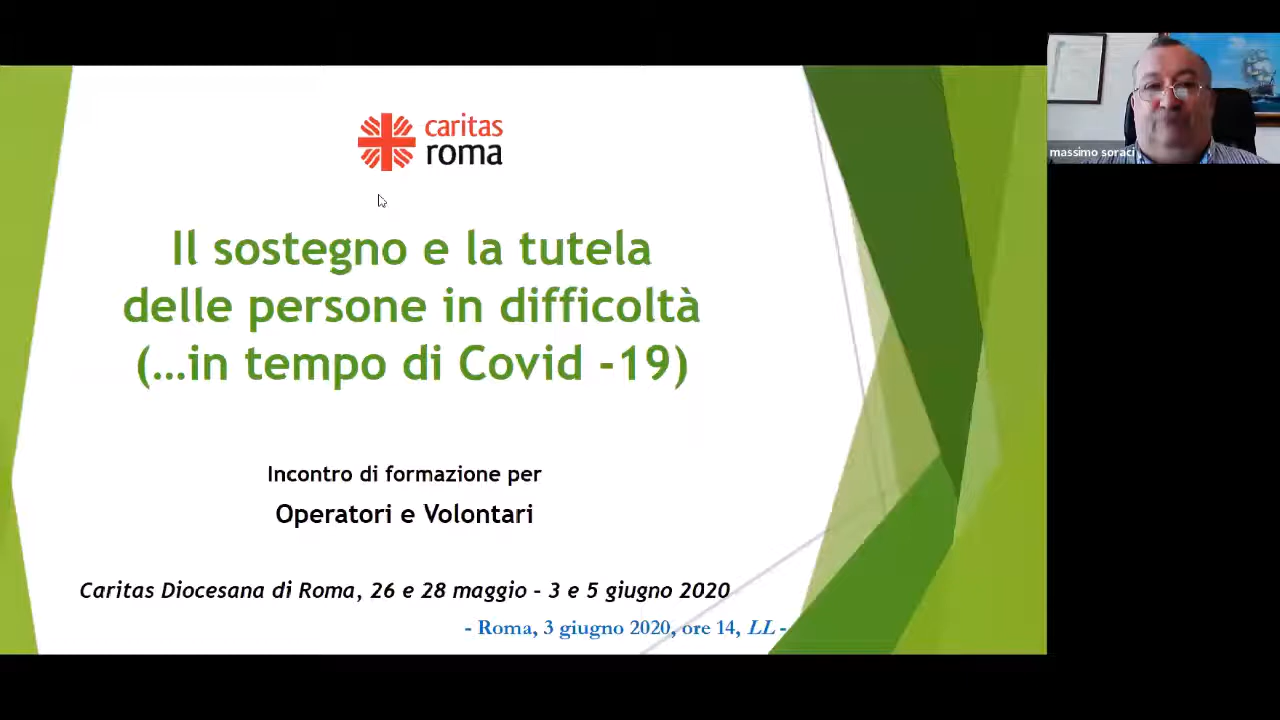 caritas
roma
Il sostegno e la tutela
delle persone in difficoltà
(...in tempo di Covid -19)
Incontro di formazione per
Operatori e Volontari
Caritas Diocesana di Roma, 26 e 28 maggio – 3 e 5 giugno 2020
- Roma, 3 giugno 2020, ore 14, LL -
massimo soraci